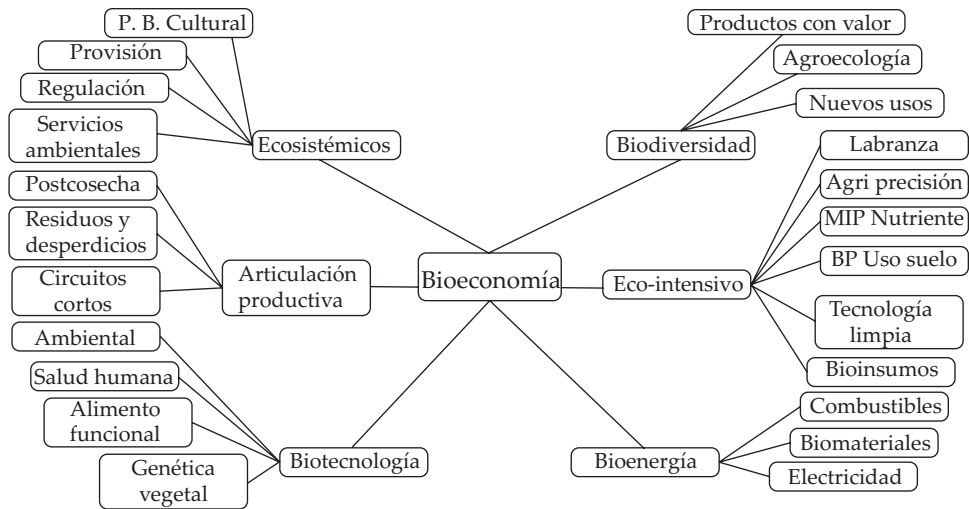 P. B. Cultural
Provisión
Regulación
Servicios
ambientales
Ecosistémicos
Postcosecha
Residuos y
desperdicios
Circuitos
cortos
Articulación
productiva
Ambiental
Salud humana
Alimento
funcional
Genética
vegetal
Biotecnología
Bioeconomía
Productos con valor
Agroecología
Nuevos usos
Biodiversidad
Labranza
Agri precisión
MIP Nutriente
BP Uso suelo
Tecnología
limpia
Bioinsumos
Eco-intensivo
Combustibles
Biomateriales
Electricidad
Bioenergía